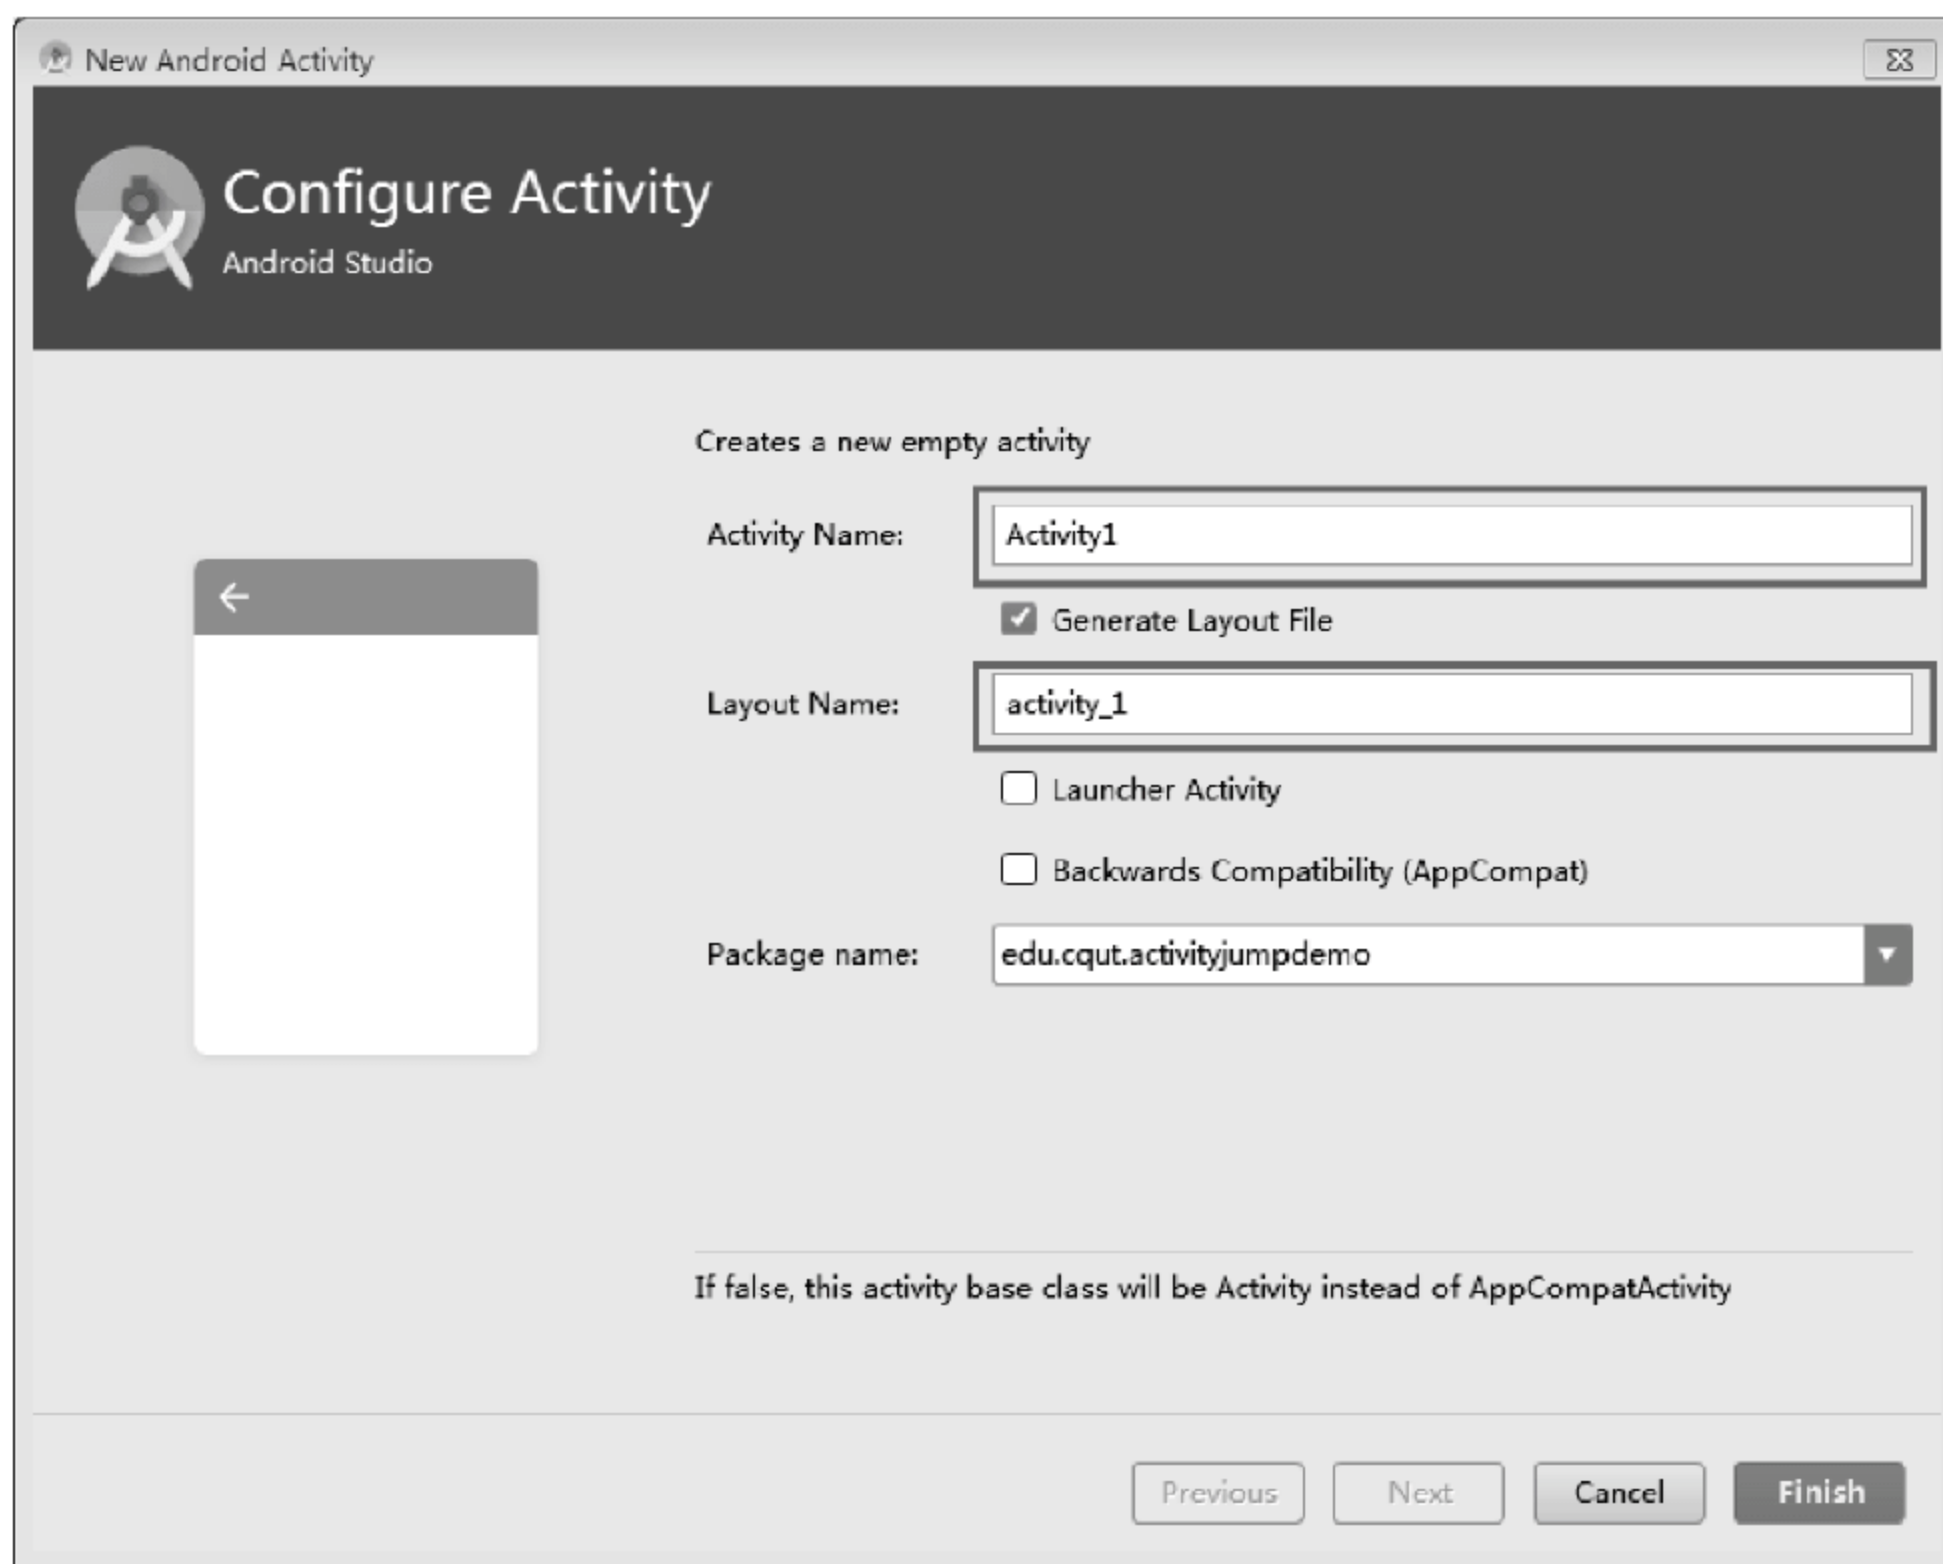 New Android Activity
Configure Activity
Android Studio
Creates a new empty activity
Activity Name:
Activity1
Generate Layout File
Layout Name:
activity_1
Launcher Activity
Backwards Compatibility (AppCompat)
Package name:
edu.cqut.activityjumpdemo
If false, this activity base class will be Activity instead of AppCompatActivity
Previous
Next
Cancel
Finish